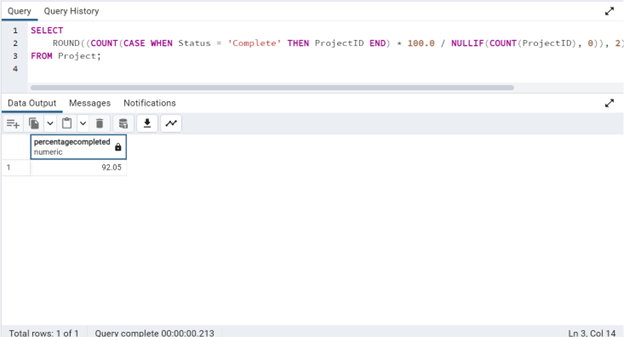 Query Query History
1 SELECT
2 ROUND((COUNT(CASE WHEN Status = 'Complete' THEN ProjectID END) * 100.0 / NULLIF(COUNT(ProjectID), 0)), 2)
3 FROM Project;
4
Data Output Messages Notifications
percentagecompleted
numeric
1 92.05
Total rows: 1 of 1 Query complete 00:00:00.213 Ln 3, Col 14